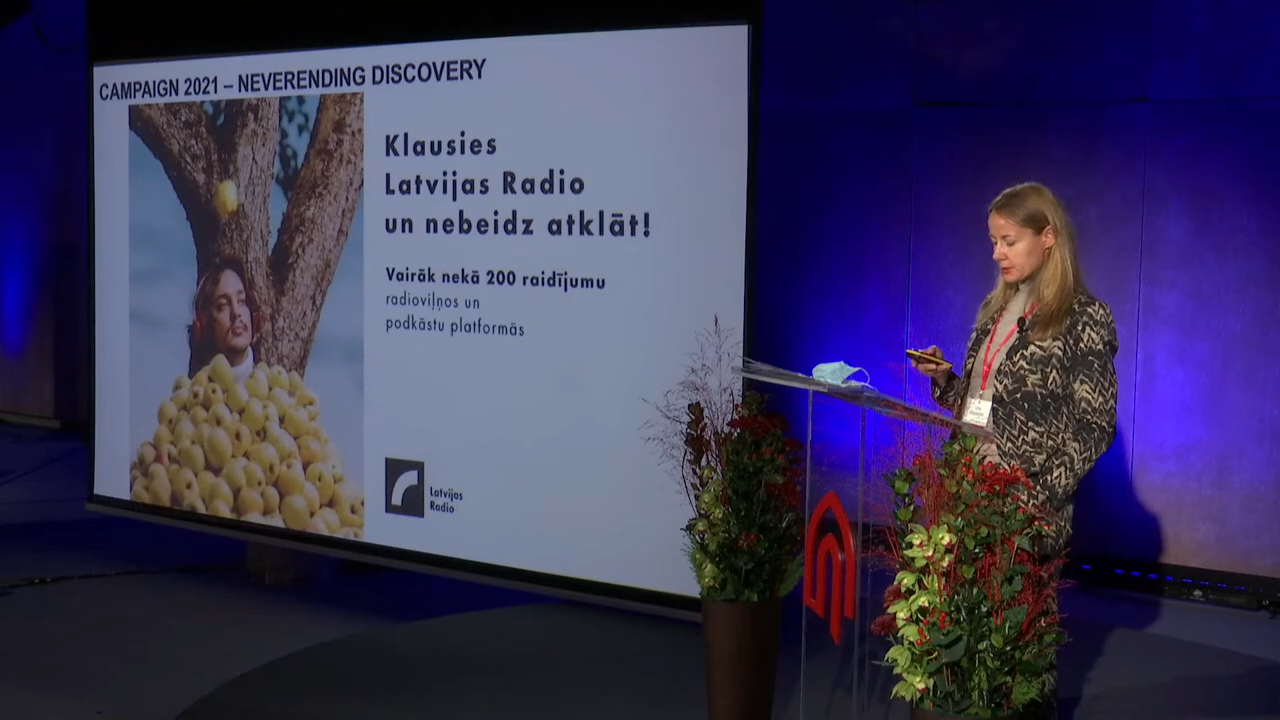 CAMPAIGN 2021 – NEVERENDING DISCOVERY
Klausies
Latvijas Radio
un nebeidz atklāt!
Vairāk nekā 200 raidījumu
radioviļņos un
podkāstu platformās
Latvijas
Radio